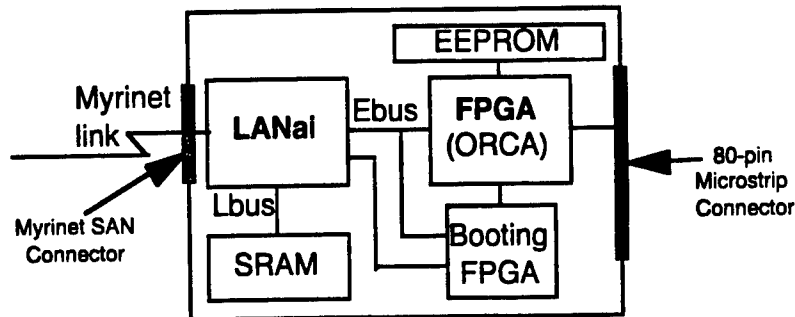 EEPROM
Myrinet
link
LANai
Ebus
FPGA
(ORCA)
80-pin
Microstrip
Connector
Lbus
Myrinet SAN
Connector
SRAM
Booting
FPGA